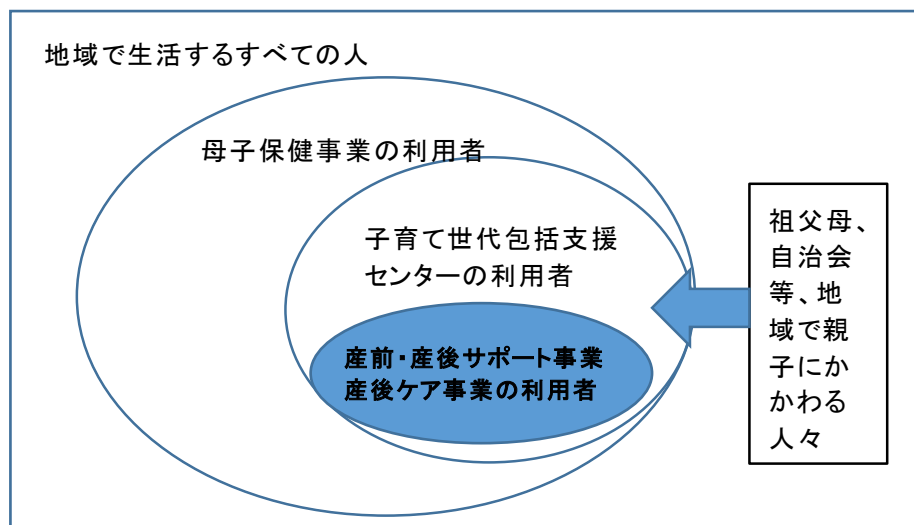 地域で生活するすべての人
母子保健事業の利用者
子育て世代包括支援
センターの利用者
産前・産後サポート事業
産後ケア事業の利用者
祖父母、
自治会
等、地
域で親
子にか
かわる
人々